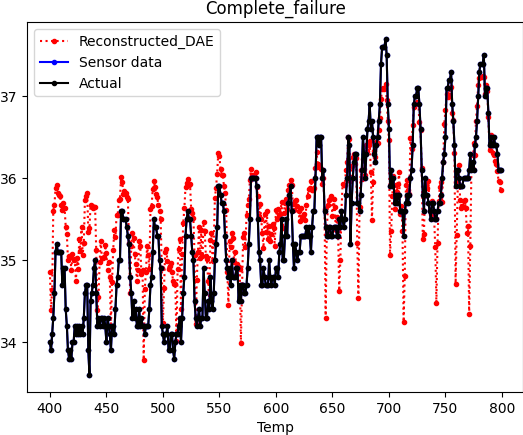 Complete_failure
Reconstructed_DAE
Sensor data
Actual
37
36
35
34
400 450 500 550 600 650 700 750 800
Temp